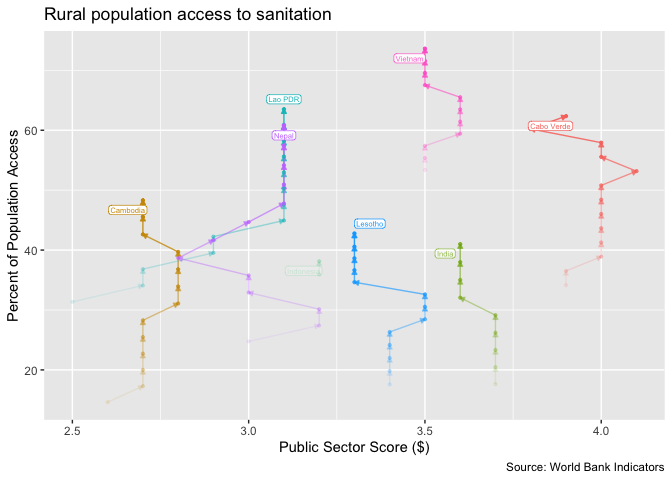 Rural population access to sanitation
Vietnam
Lao PDR
Cabo Verde
Nepal
60
Cambodia
Lesotho
India
40
20
Percent of Population Access
2.5 3.0 3.5 4.0
Public Sector Score ($)
Source: World Bank Indicators